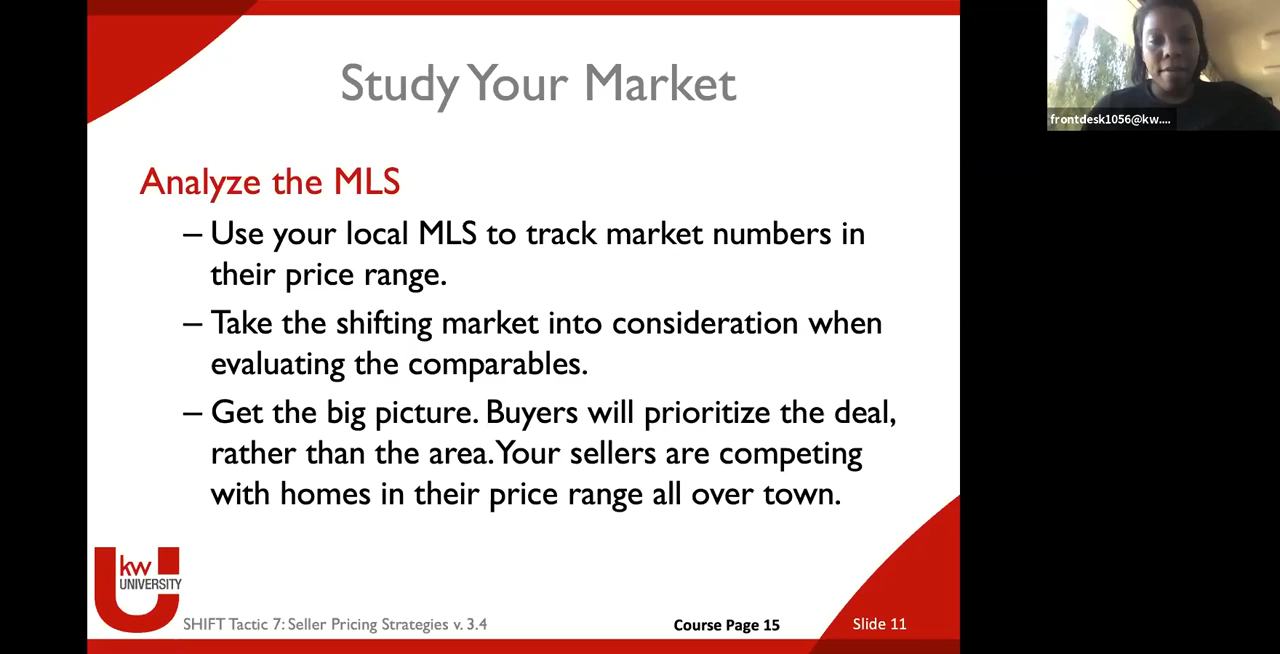 Study Your Market
frontdesk1056@kw....
Analyze the MLS
– Use your local MLS to track market numbers in
their price range.
– Take the shifting market into consideration when
evaluating the comparables.
– Get the big picture. Buyers will prioritize the deal,
rather than the area. Your sellers are competing
with homes in their price range all over town.
kw
UNIVERSITY
SHIFT Tactic 7: Seller Pricing Strategies v. 3.4
Course Page 15
Slide 11